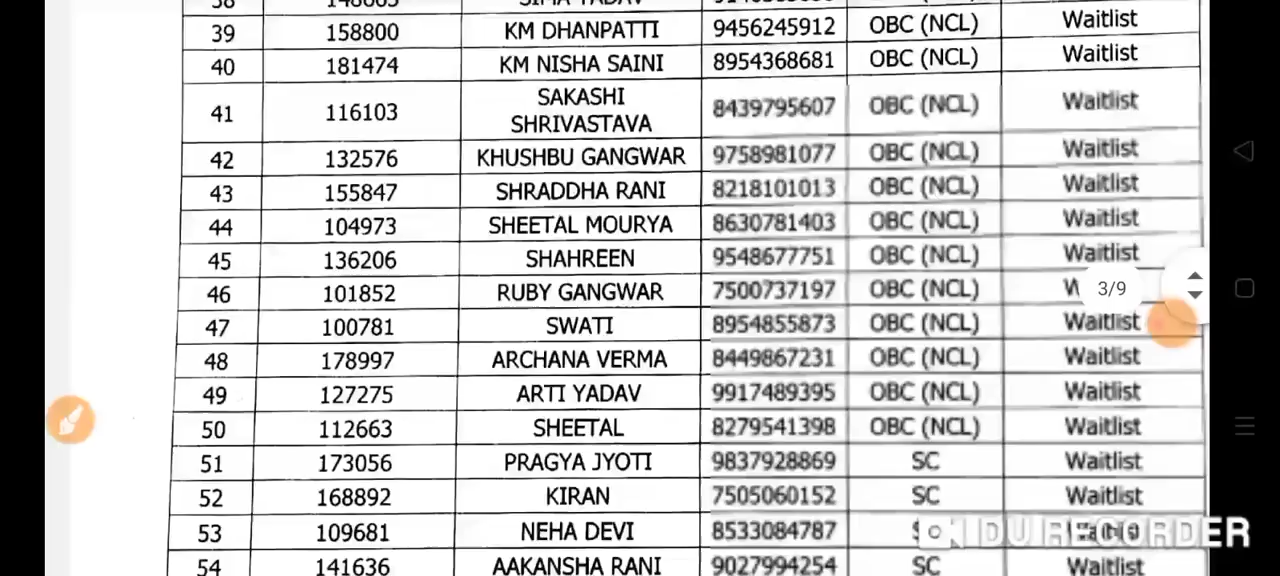 39 158800 KM DHANPATTI 9456245912 OBC (NCL) Waitlist
40 181474 KM NISHA SAINI 8954368681 OBC (NCL) Waitlist
41 116103 SAKASHI SHRIVASTAVA 8439795607 OBC (NCL) Waitlist
42 132576 KHUSHBU GANGWAR 9758981077 OBC (NCL) Waitlist
43 155847 SHRADDHA RANI 8218101013 OBC (NCL) Waitlist
44 104973 SHEETAL MOURYA 8630781403 OBC (NCL) Waitlist
45 136206 SHAHREEN 9548677751 OBC (NCL) Waitlist
46 101852 RUBY GANGWAR 7500737197 OBC (NCL) 3/9
47 100781 SWATI 8954855873 OBC (NCL) Waitlist
48 178997 ARCHANA VERMA 8449867231 OBC (NCL) Waitlist
49 127275 ARTI YADAV 9917489395 OBC (NCL) Waitlist
50 112663 SHEETAL 8279541398 OBC (NCL) Waitlist
51 173056 PRAGYA JYOTI 9837928869 SC Waitlist
52 168892 KIRAN 7505060152 SC Waitlist
53 109681 NEHA DEVI 8533084787
54 141636 AAKANSHA RANI 9027994254 SC Waitlist
RECORDER